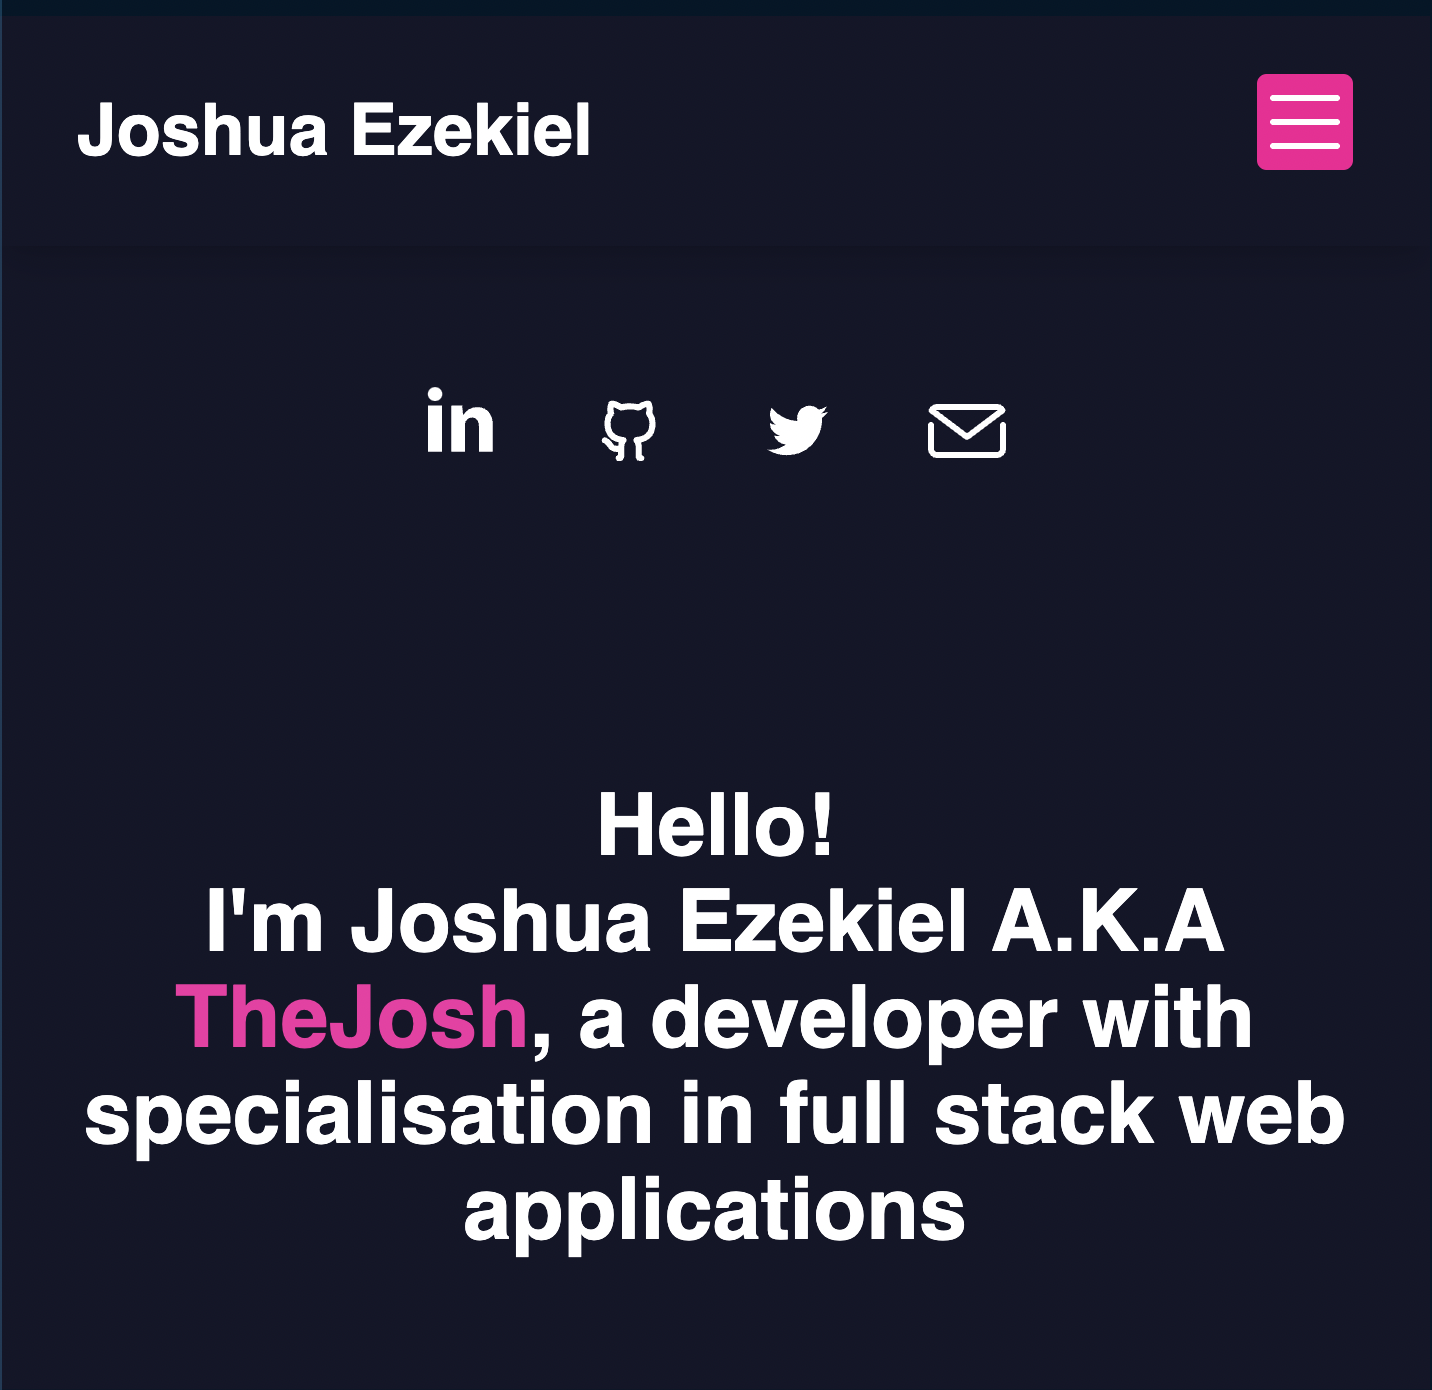 Joshua Ezekiel
in
Hello!
I'm Joshua Ezekiel A.K.A
TheJosh, a developer with
specialisation in full stack web
applications